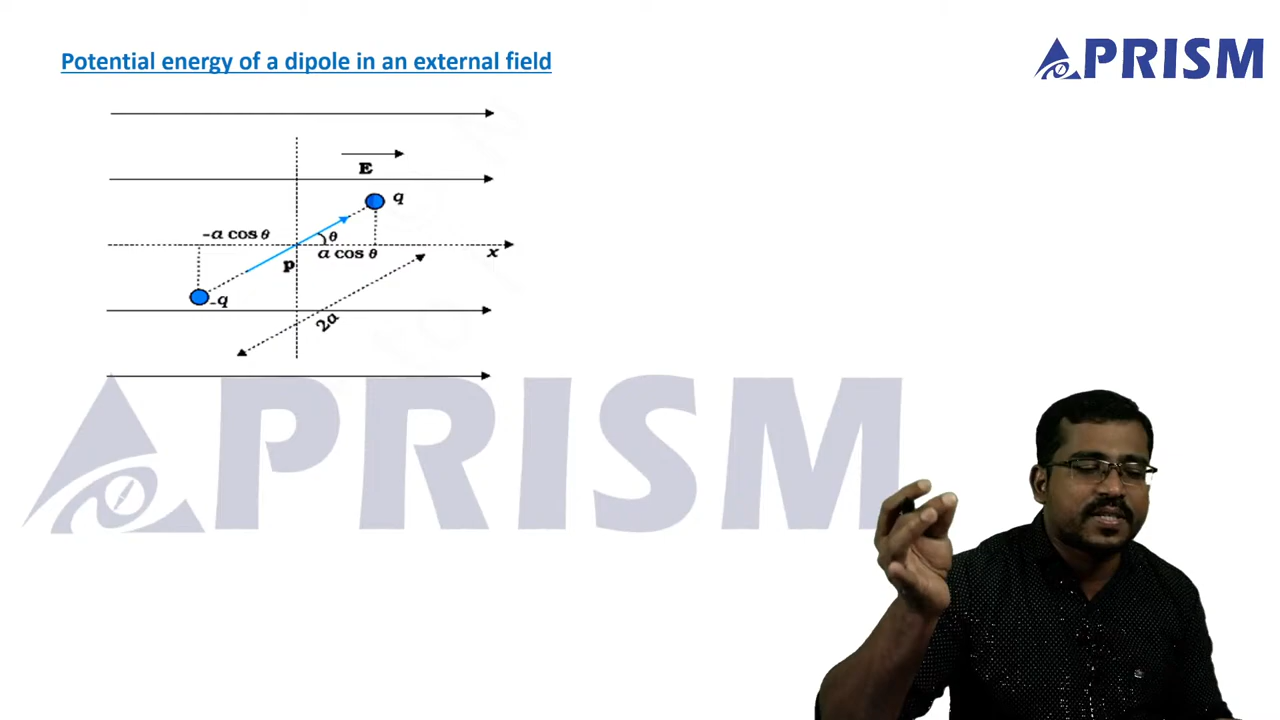 Potential energy of a dipole in an external field
PRISM
E
q
-a cos θ
θ
a cos θ
x
p
-q
2a
PRISM